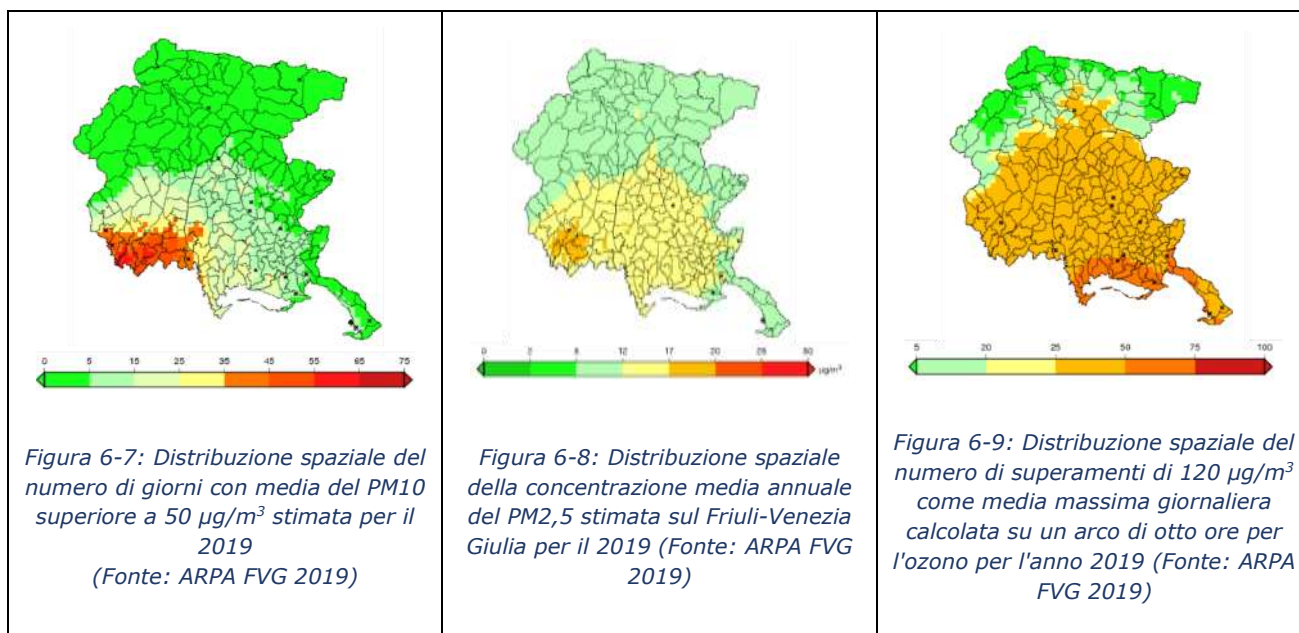 0 5 15 25 35 45 55 65 75
Figura 6-7: Distribuzione spaziale del
numero di giorni con media del PM10
superiore a 50 µg/m³ stimata per il
2019
(Fonte: ARPA FVG 2019)
0 2 8 12 17 20 25 50 µg/m³
Figura 6-8: Distribuzione spaziale
della concentrazione media annuale
del PM2,5 stimata sul Friuli-Venezia
Giulia per il 2019 (Fonte: ARPA FVG
2019)
5 20 25 50 75 100
Figura 6-9: Distribuzione spaziale del
numero di superamenti di 120 µg/m³
come media massima giornaliera
calcolata su un arco di otto ore per
l'ozono per l'anno 2019 (Fonte: ARPA
FVG 2019)